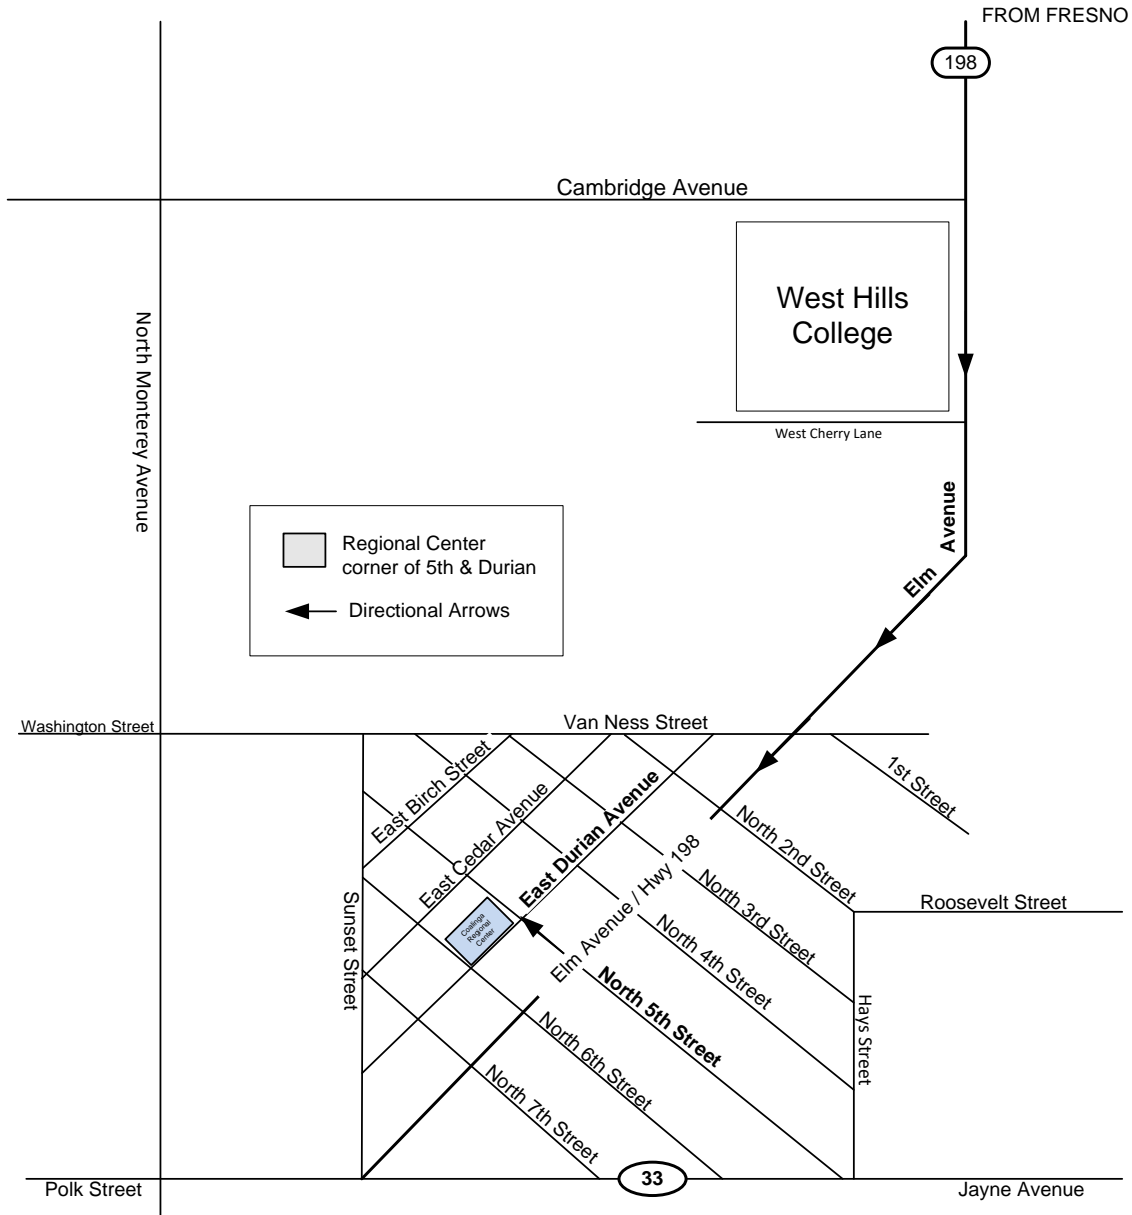 FROM FRESNO
198
Cambridge Avenue
West Hills
College
North Monterey Avenue
West Cherry Lane
Elm Avenue
Regional Center
corner of 5th & Durian
Directional Arrows
Washington Street
Van Ness Street
1st Street
East Birch Street
East Cedar Avenue
East Durian Avenue
North 2nd Street
Elm Avenue / Hwy 198
North 3rd Street
Roosevelt Street
Sunset Street
Coalinga
Regional
Center
North 4th Street
North 5th Street
Hays Street
North 6th Street
North 7th Street
33
Polk Street
Jayne Avenue